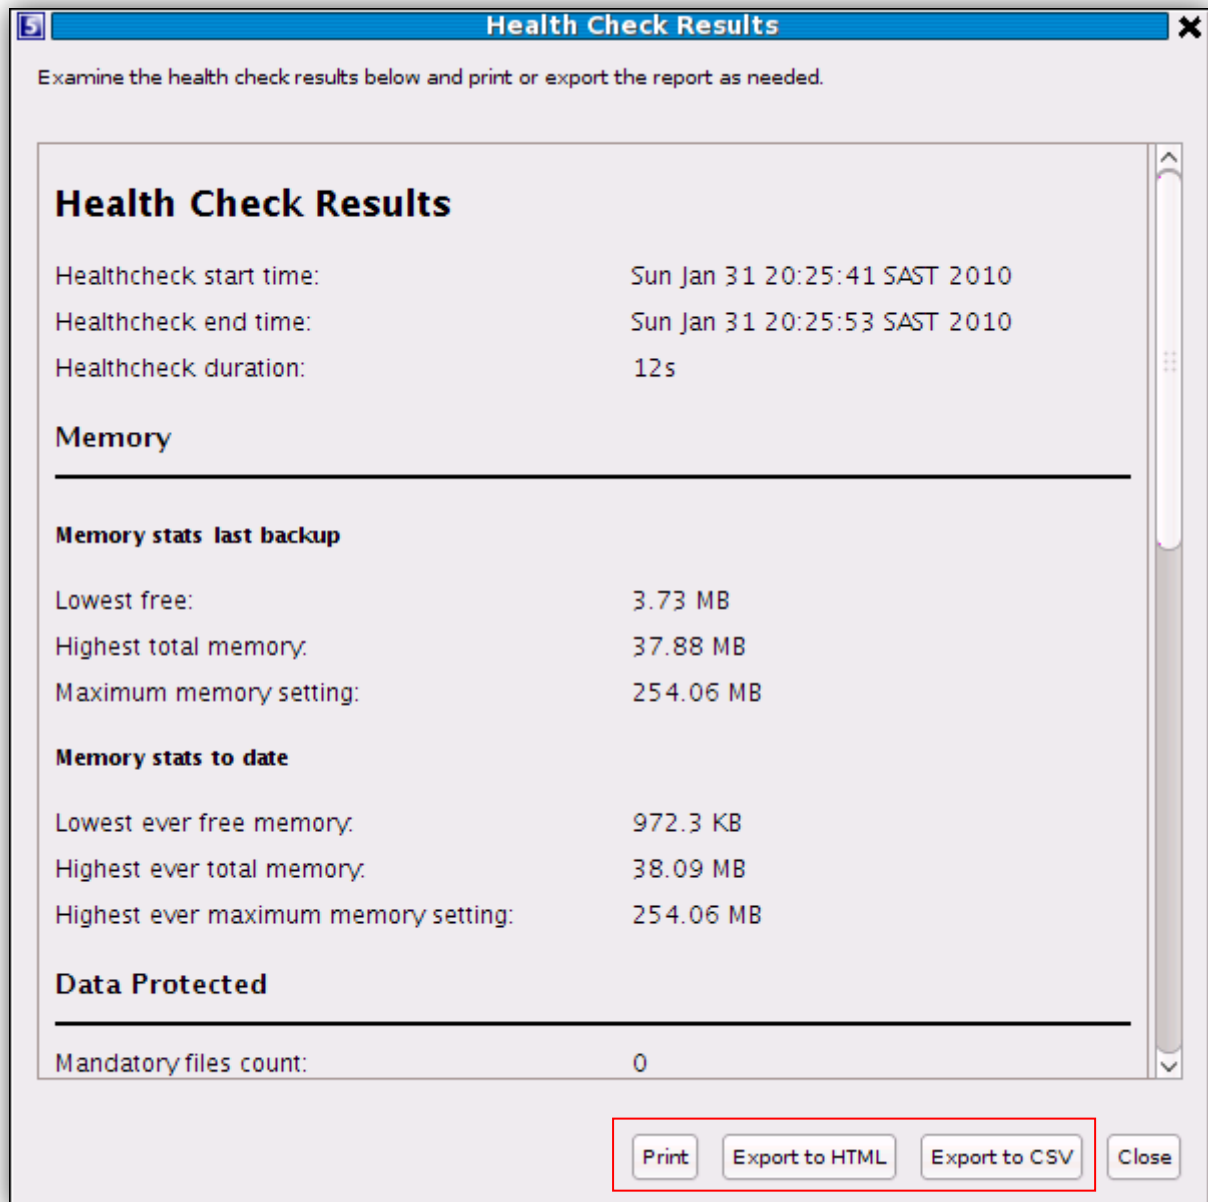 5 Health Check Results
Examine the health check results below and print or export the report as needed.
Health Check Results
Healthcheck start time: Sun Jan 31 20:25:41 SAST 2010
Healthcheck end time: Sun Jan 31 20:25:53 SAST 2010
Healthcheck duration: 12s
Memory
Memory stats last backup
Lowest free: 3.73 MB
Highest total memory: 37.88 MB
Maximum memory setting: 254.06 MB
Memory stats to date
Lowest ever free memory: 972.3 KB
Highest ever total memory: 38.09 MB
Highest ever maximum memory setting: 254.06 MB
Data Protected
Mandatory files count: 0
Print Export to HTML Export to CSV Close